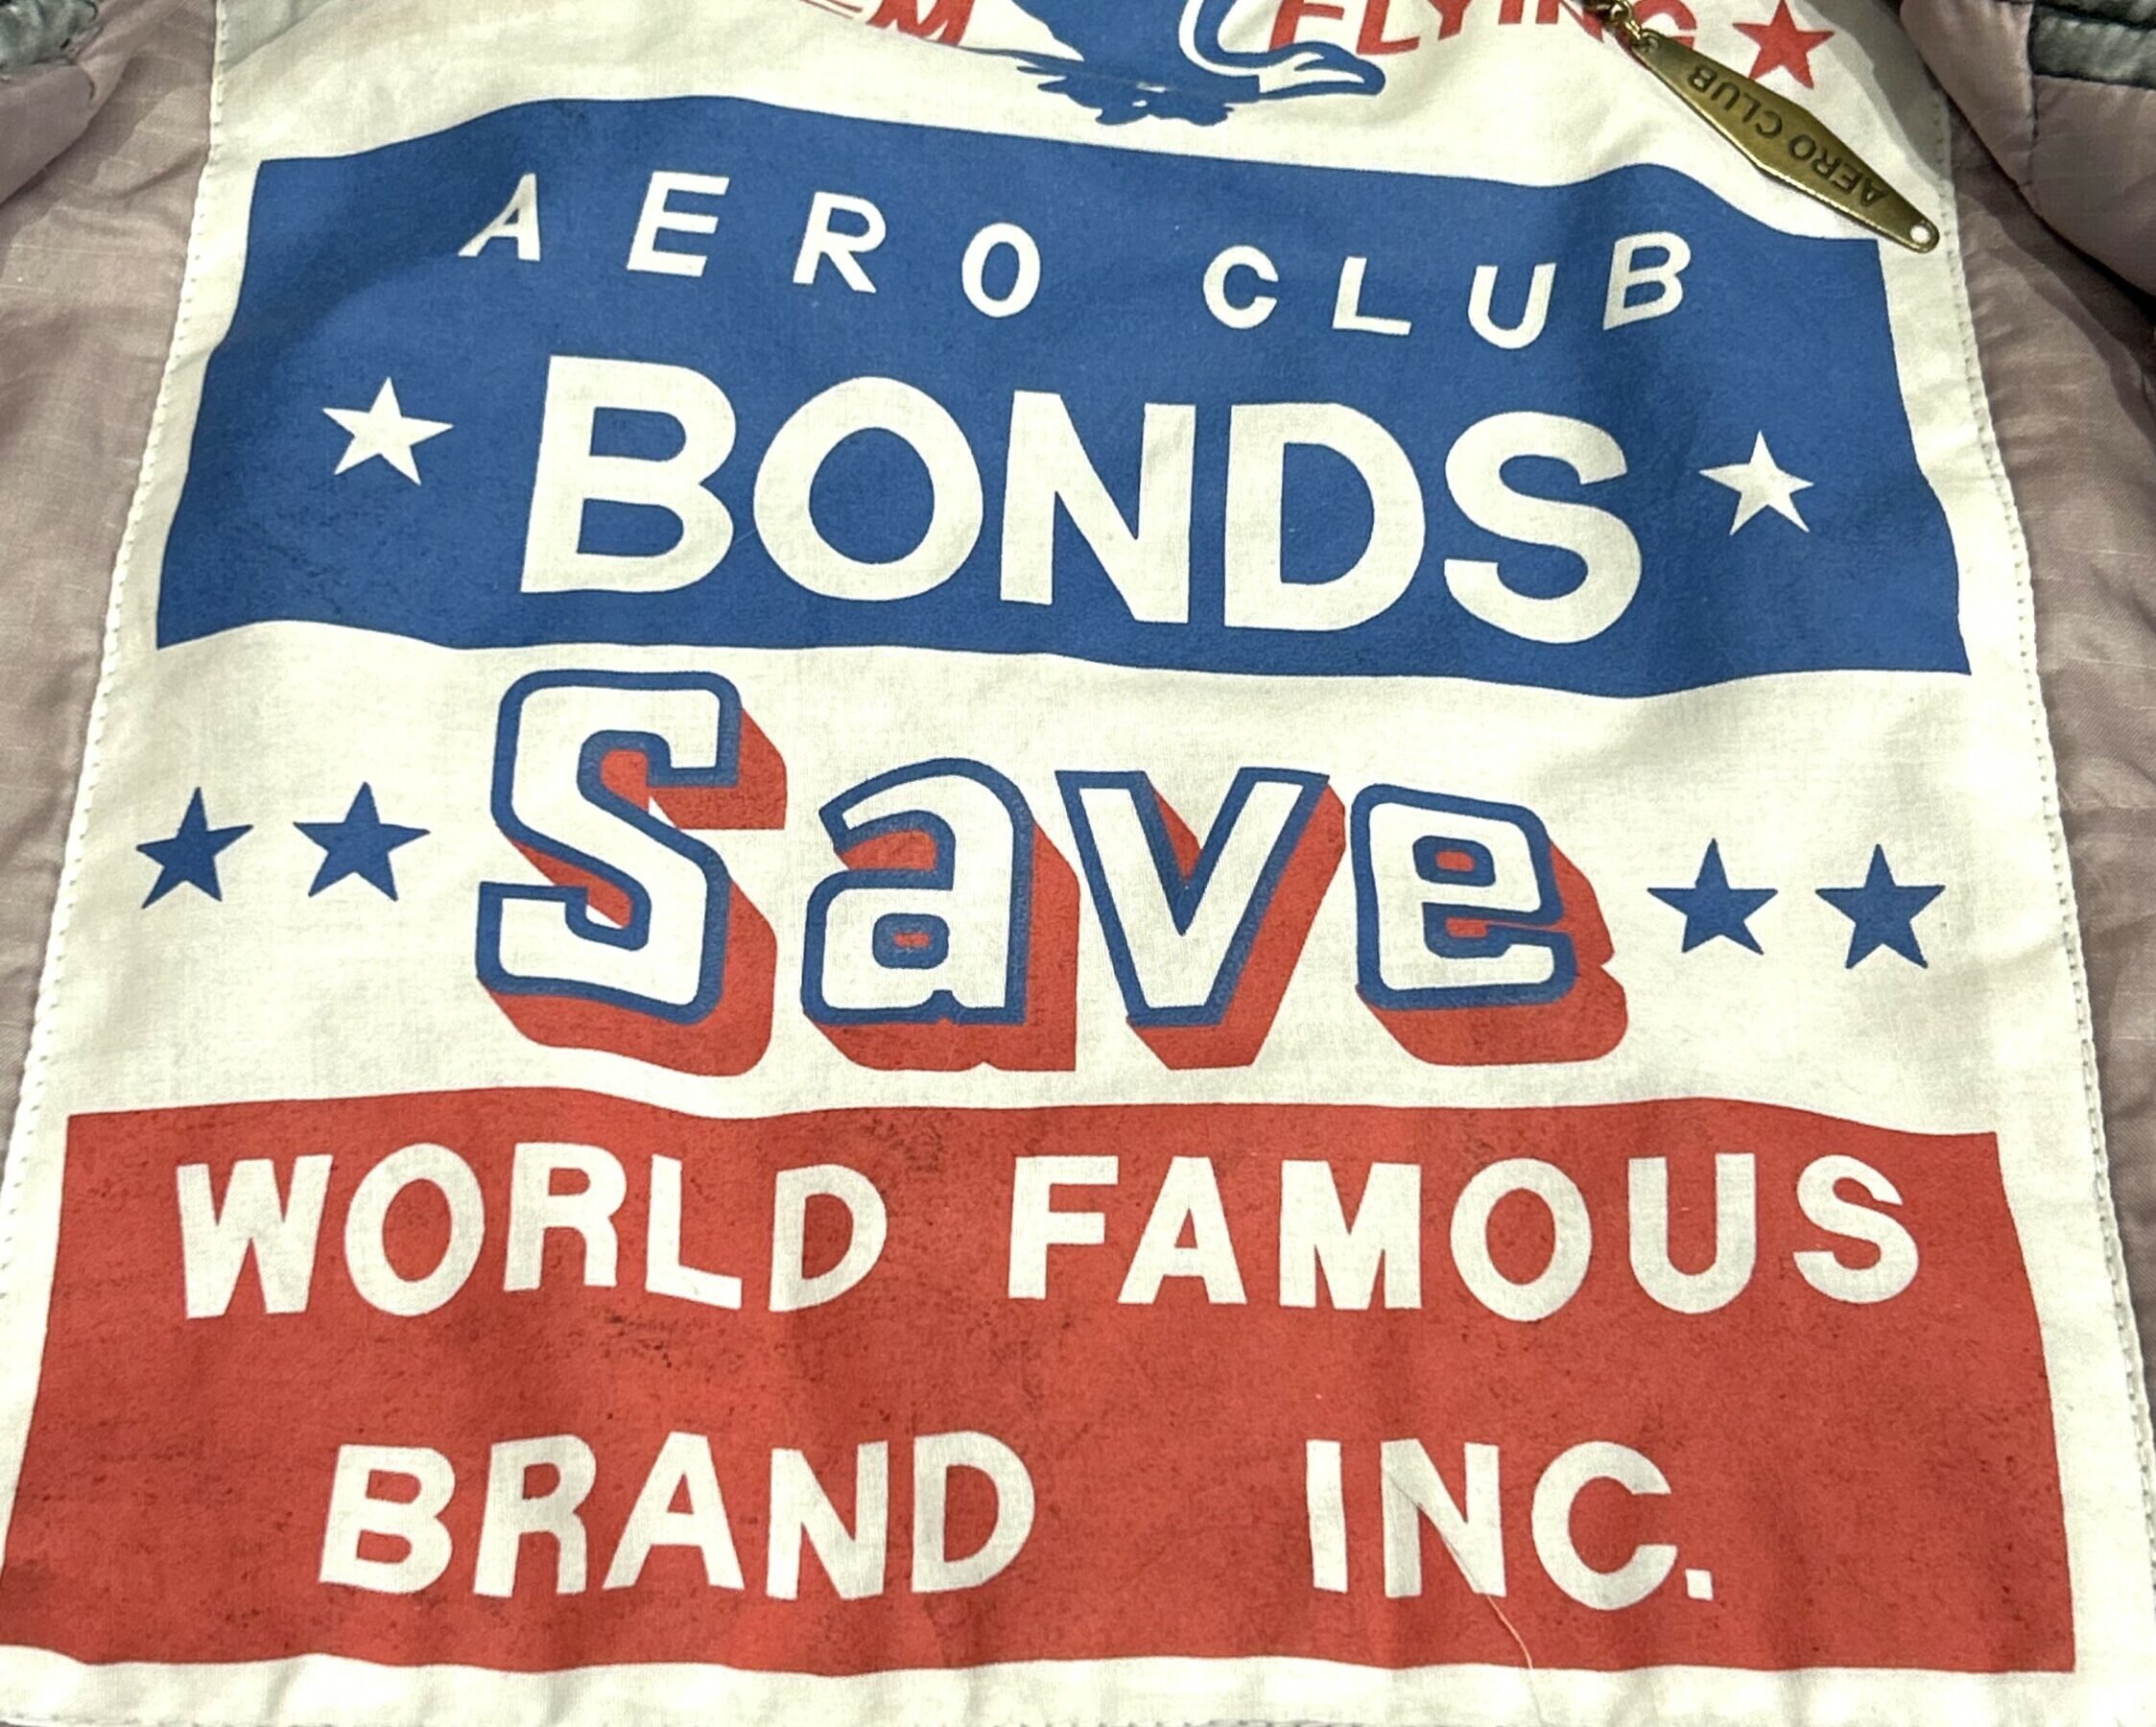 FLYING
AERO CLUB
AERO CLUB
BONDS
Save
WORLD FAMOUS
BRAND INC.